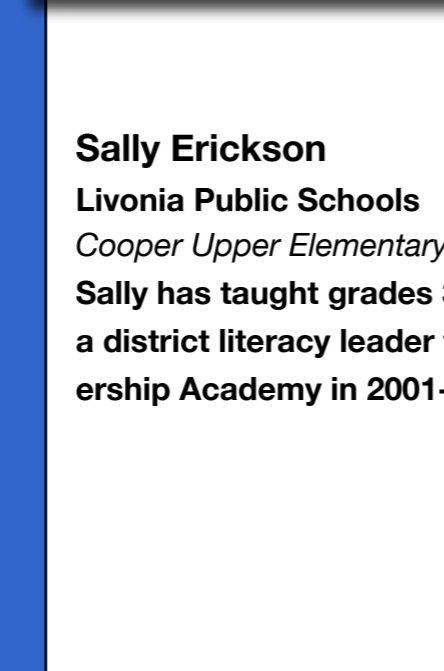 Sally Erickson
Livonia Public Schools
Cooper Upper Elementary
Sally has taught grades
a district literacy leader
ership Academy in 2001-